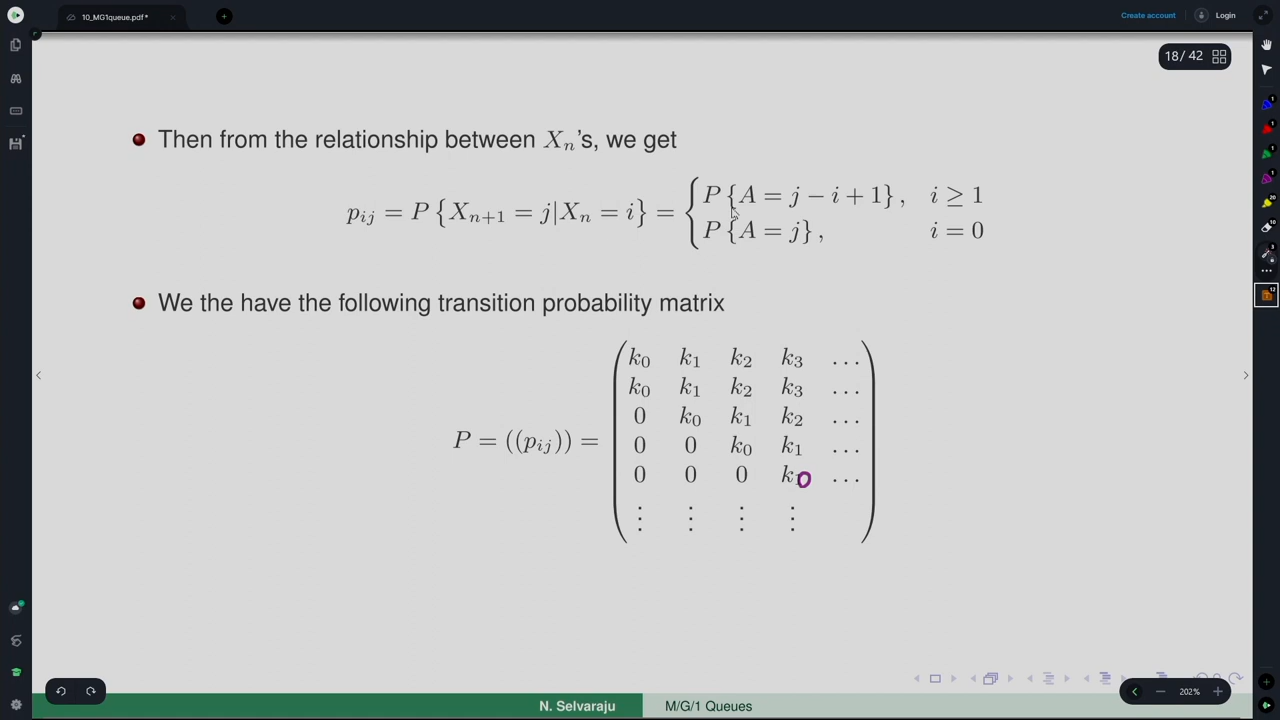 10_MG1queue.pdf*
Create account
Login
18/42
Then from the relationship between Xₙ's, we get
pᵢⱼ = P {Xₙ₊₁ = j|Xₙ = i} = { P {A = j − i + 1} , i ≥ 1
P {A = j} , i = 0
We the have the following transition probability matrix
k₀ k₁ k₂ k₃ ...
k₀ k₁ k₂ k₃ ...
0 k₀ k₁ k₂ ...
P = ((pᵢⱼ)) = 0 0 k₀ k₁ ...
0 0 0 k₁ 0 ...
⋮ ⋮ ⋮ ⋮
202%
N. Selvaraju M/G/1 Queues